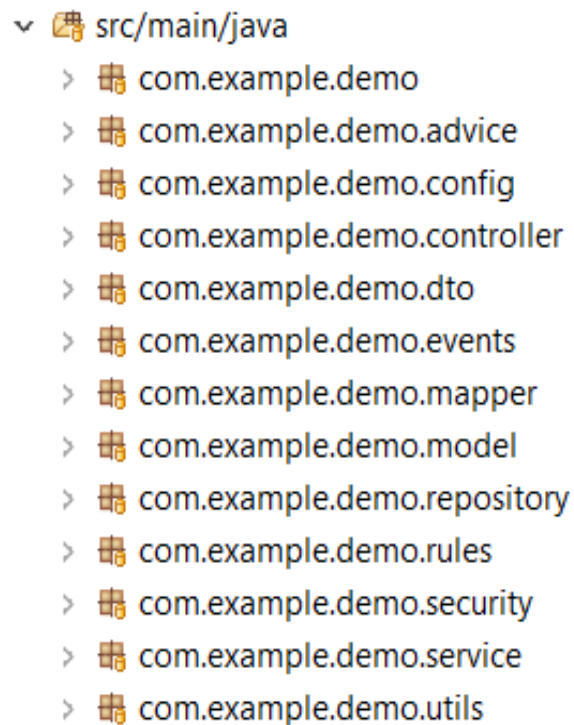 src/main/java
com.example.demo
com.example.demo.advice
com.example.demo.config
com.example.demo.controller
com.example.demo.dto
com.example.demo.events
com.example.demo.mapper
com.example.demo.model
com.example.demo.repository
com.example.demo.rules
com.example.demo.security
com.example.demo.service
com.example.demo.utils